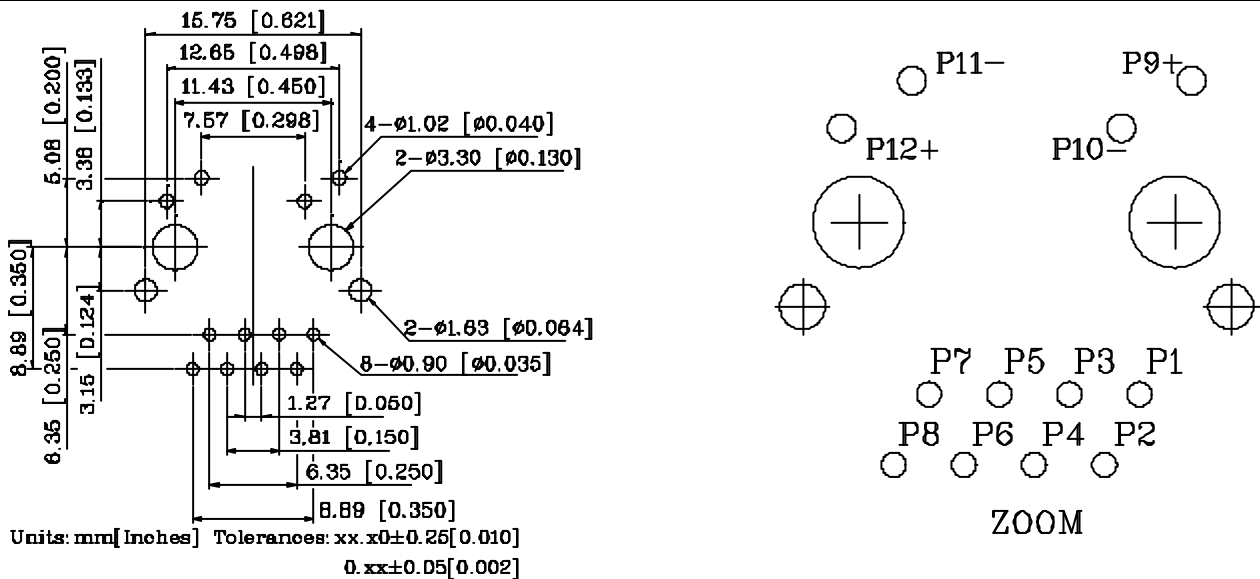 15.75 [0.621]
12.65 [0.498]
11.43 [0.450]
7.57 [0.298]
5.08 [0.200]
3.38 [0.133]
4-ø1.02 [ø0.040]
2-ø3.30 [ø0.130]
8.89 [0.350]
6.35 [0.250]
3.15 [0.124]
2-ø1.63 [ø0.064]
8-ø0.90 [ø0.035]
1.27 [0.050]
3.81 [0.150]
6.35 [0.250]
8.89 [0.350]
Units: mm[Inches] Tolerances: xx.x0±0.25[0.010]
0.xx±0.05[0.002]
P11-
P9+
P12+
P10-
P7 P5 P3 P1
P8 P6 P4 P2
ZOOM